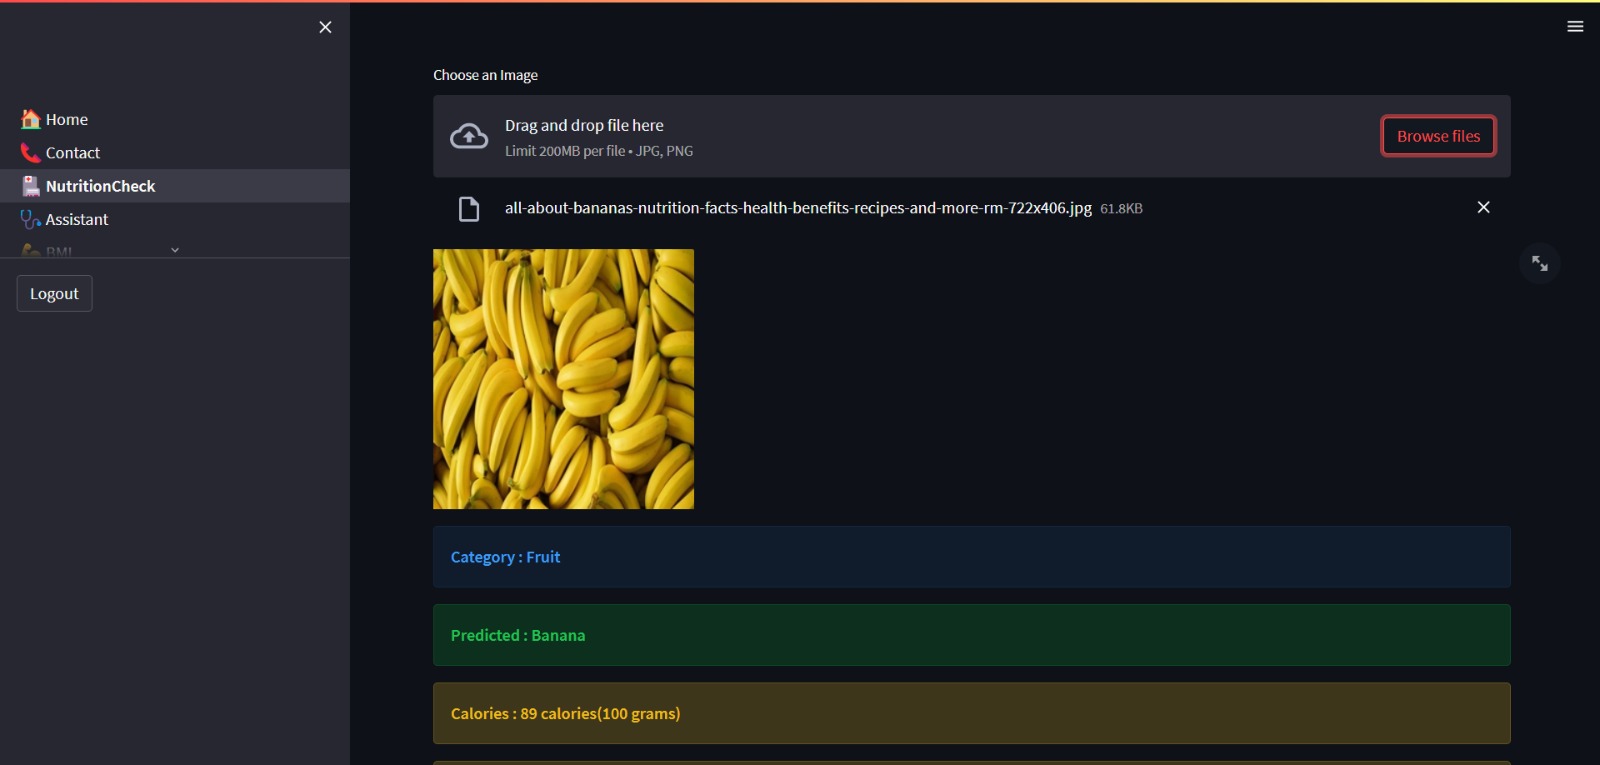 Home
Contact
NutritionCheck
Assistant
BMI
Logout
Choose an Image
Drag and drop file here
Limit 200MB per file • JPG, PNG
Browse files
all-about-bananas-nutrition-facts-health-benefits-recipes-and-more-rm-722x406.jpg 61.8KB
Category : Fruit
Predicted : Banana
Calories : 89 calories(100 grams)